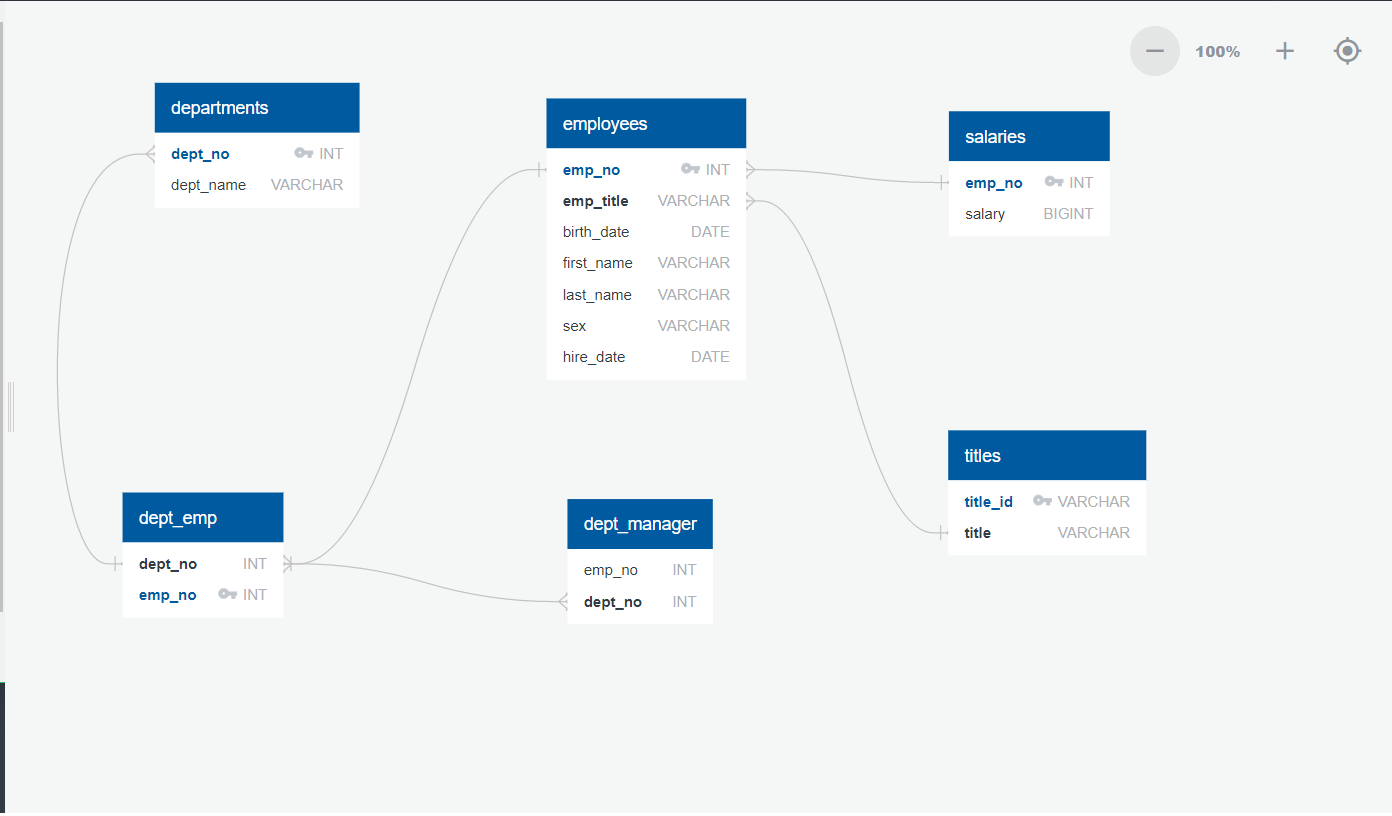 100%
departments
dept_no INT
dept_name VARCHAR
employees
emp_no INT
emp_title VARCHAR
birth_date DATE
first_name VARCHAR
last_name VARCHAR
sex VARCHAR
hire_date DATE
salaries
emp_no INT
salary BIGINT
titles
title_id VARCHAR
title VARCHAR
dept_emp
dept_no INT
emp_no INT
dept_manager
emp_no INT
dept_no INT